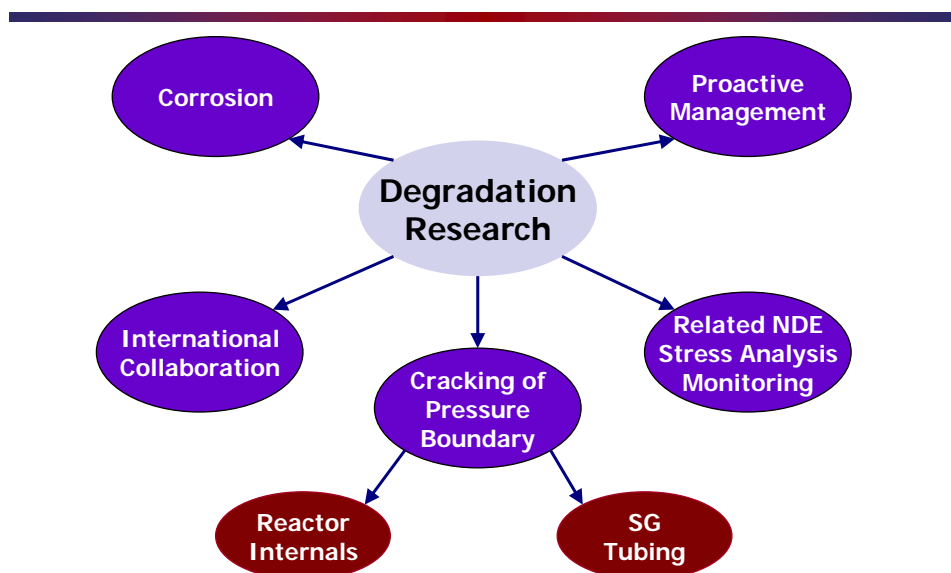 Corrosion
Proactive
Management
Degradation
Research
International
Collaboration
Related NDE
Stress Analysis
Monitoring
Cracking of
Pressure
Boundary
Reactor
Internals
SG
Tubing